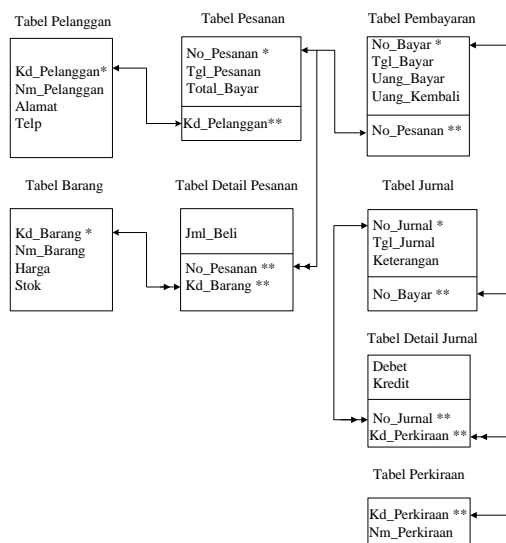 Tabel Pelanggan
Kd_Pelanggan*
Nm_Pelanggan
Alamat
Telp
Tabel Pesanan
No_Pesanan *
Tgl_Pesanan
Total_Bayar
Kd_Pelanggan**
Tabel Pembayaran
No_Bayar *
Tgl_Bayar
Uang_Bayar
Uang_Kembali
No_Pesanan **
Tabel Barang
Kd_Barang *
Nm_Barang
Harga
Stok
Tabel Detail Pesanan
Jml_Beli
No_Pesanan **
Kd_Barang **
Tabel Jurnal
No_Jurnal *
Tgl_Jurnal
Keterangan
No_Bayar **
Tabel Detail Jurnal
Debet
Kredit
No_Jurnal **
Kd_Perkiraan **
Tabel Perkiraan
Kd_Perkiraan **
Nm_Perkiraan